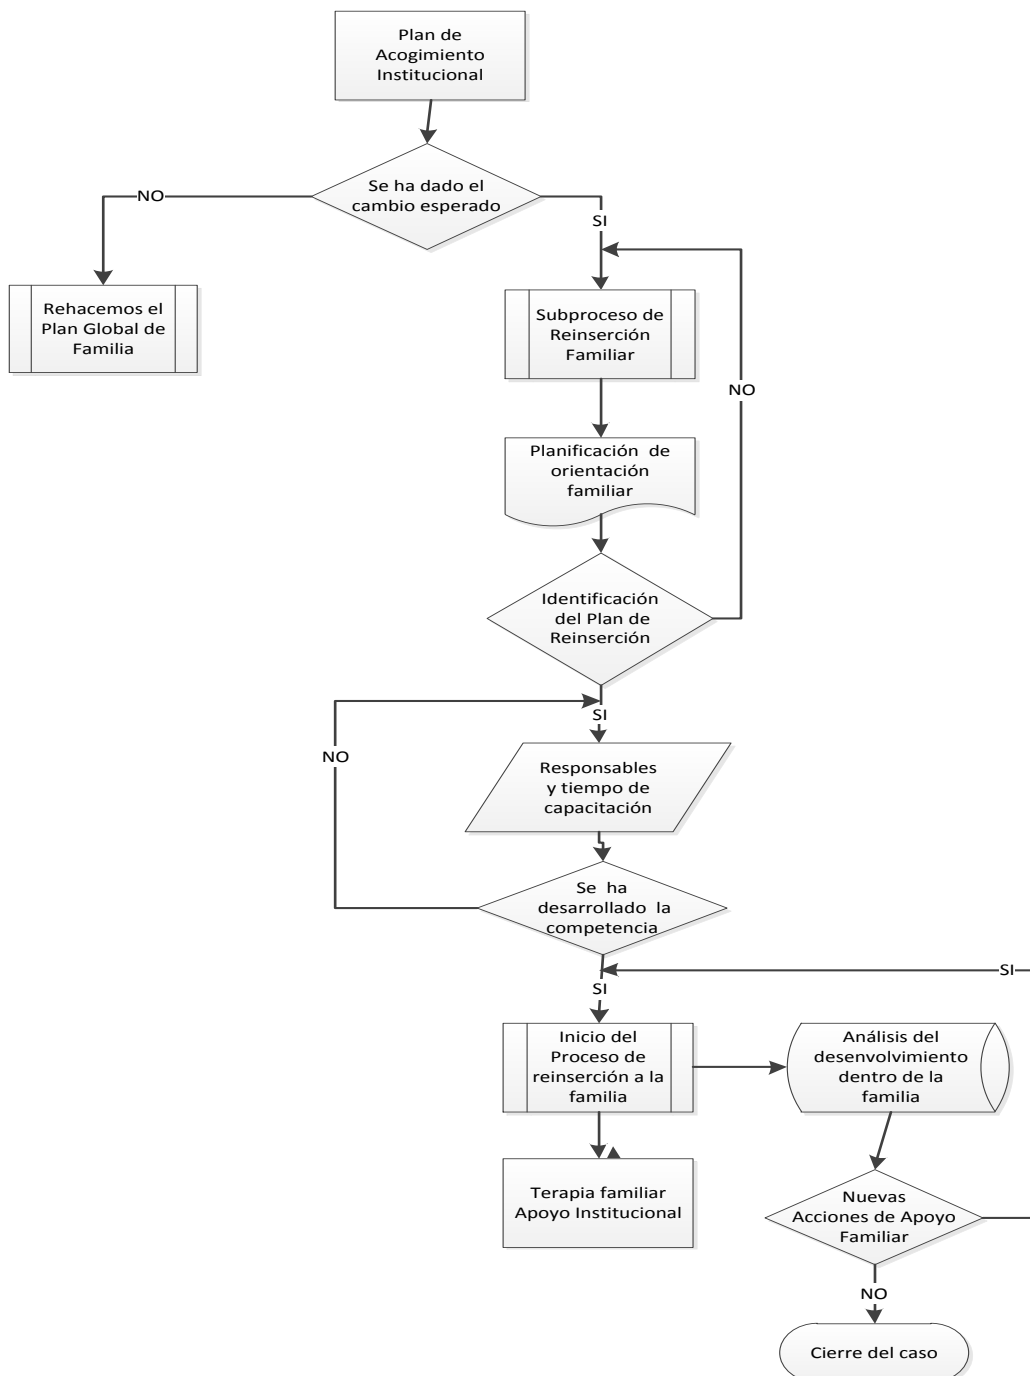 Plan de
Acogimiento
Institucional
Se ha dado el
cambio esperado
NO
SI
Rehacemos el
Plan Global de
Familia
Subproceso de
Reinserción
Familiar
NO
Planificación de
orientación
familiar
Identificación
del Plan de
Reinserción
SI
NO
Responsables
y tiempo de
capacitación
Se ha
desarrollado la
competencia
SI
SI
Inicio del
Proceso de
reinserción a la
familia
Análisis del
desenvolvimiento
dentro de la
familia
Terapia familiar
Apoyo Institucional
Nuevas
Acciones de Apoyo
Familiar
NO
Cierre del caso